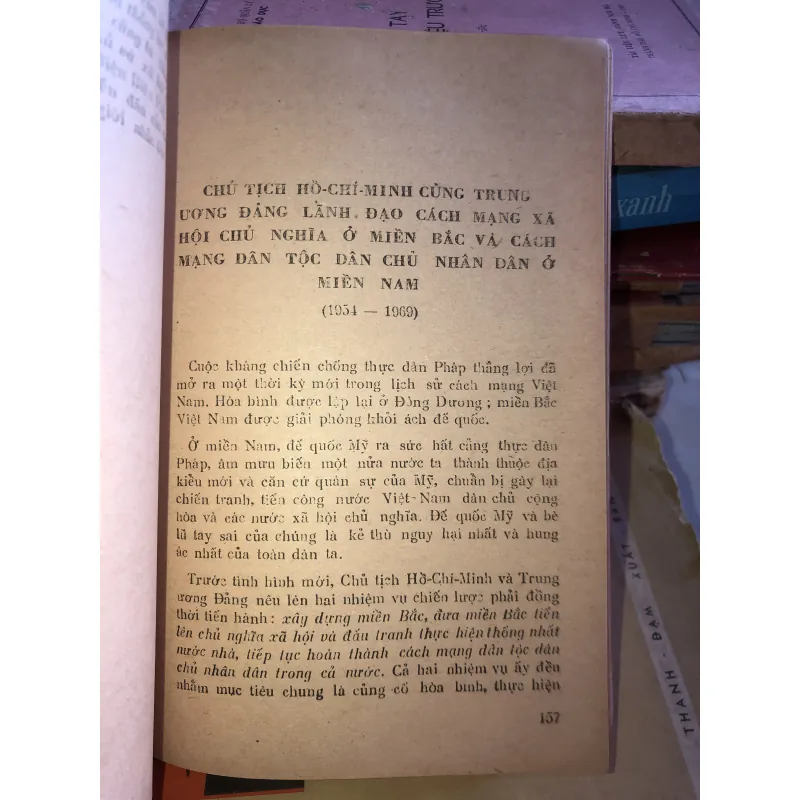 CHỦ TỊCH HỒ-CHÍ-MINH CÙNG TRUNG
ƯƠNG ĐẢNG LÃNH ĐẠO CÁCH MẠNG XÃ
HỘI CHỦ NGHĨA Ở MIỀN BẮC VÀ CÁCH
MẠNG DÂN TỘC DÂN CHỦ NHÂN DÂN Ở
MIỀN NAM
(1954 — 1969)
Cuộc kháng chiến chống thực dân Pháp thắng lợi đã
mở ra một thời kỳ mới trong lịch sử cách mạng Việt
Nam. Hòa bình được lập lại ở Đông Dương ; miền Bắc
Việt Nam được giải phóng khỏi ách đế quốc.
Ở miền Nam, đế quốc Mỹ ra sức hất cẳng thực dân
Pháp, âm mưu biến một nửa nước ta thành thuộc địa
kiểu mới và căn cứ quân sự của Mỹ, chuẩn bị gây lại
chiến tranh, tiến công nước Việt-Nam dân chủ cộng
hòa và các nước xã hội chủ nghĩa. Đế quốc Mỹ và bè
lũ tay sai của chúng là kẻ thù nguy hại nhất và hung
ác nhất của toàn dân ta.
Trước tình hình mới, Chủ tịch Hồ-Chí-Minh và Trung
ương Đảng nêu lên hai nhiệm vụ chiến lược phải đồng
thời tiến hành : xây dựng miền Bắc, đưa miền Bắc tiến
lên chủ nghĩa xã hội và đấu tranh thực hiện thống nhất
nước nhà, tiếp tục hoàn thành cách mạng dân tộc dân
chủ nhân dân trong cả nước. Cả hai nhiệm vụ ấy đều
nhằm mục tiêu chung là củng cố hòa bình, thực hiện
157
xanh
THANH - ĐẠM XUẤT BẢN